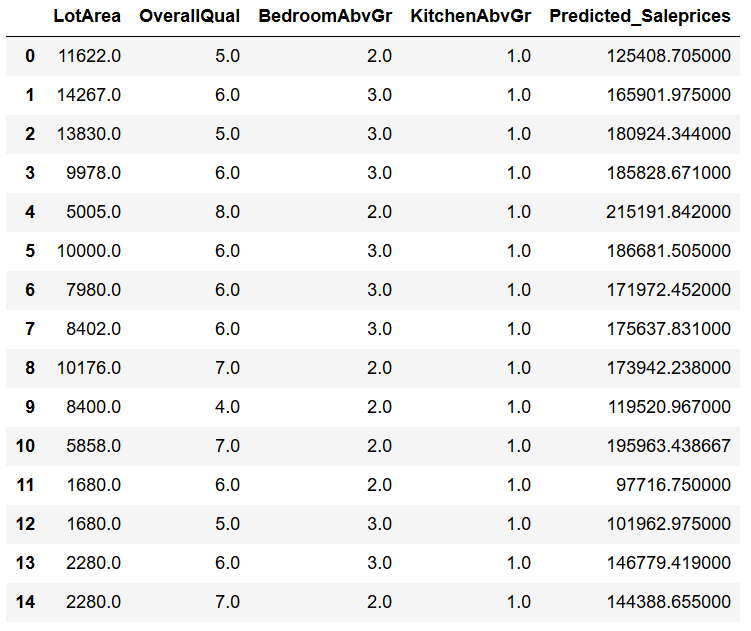 LotArea OverallQual BedroomAbvGr KitchenAbvGr Predicted_Saleprices
0 11622.0 5.0 2.0 1.0 125408.705000
1 14267.0 6.0 3.0 1.0 165901.975000
2 13830.0 5.0 3.0 1.0 180924.344000
3 9978.0 6.0 3.0 1.0 185828.671000
4 5005.0 8.0 2.0 1.0 215191.842000
5 10000.0 6.0 3.0 1.0 186681.505000
6 7980.0 6.0 3.0 1.0 171972.452000
7 8402.0 6.0 3.0 1.0 175637.831000
8 10176.0 7.0 2.0 1.0 173942.238000
9 8400.0 4.0 2.0 1.0 119520.967000
10 5858.0 7.0 2.0 1.0 195963.438667
11 1680.0 6.0 2.0 1.0 97716.750000
12 1680.0 5.0 3.0 1.0 101962.975000
13 2280.0 6.0 3.0 1.0 146779.419000
14 2280.0 7.0 2.0 1.0 144388.655000